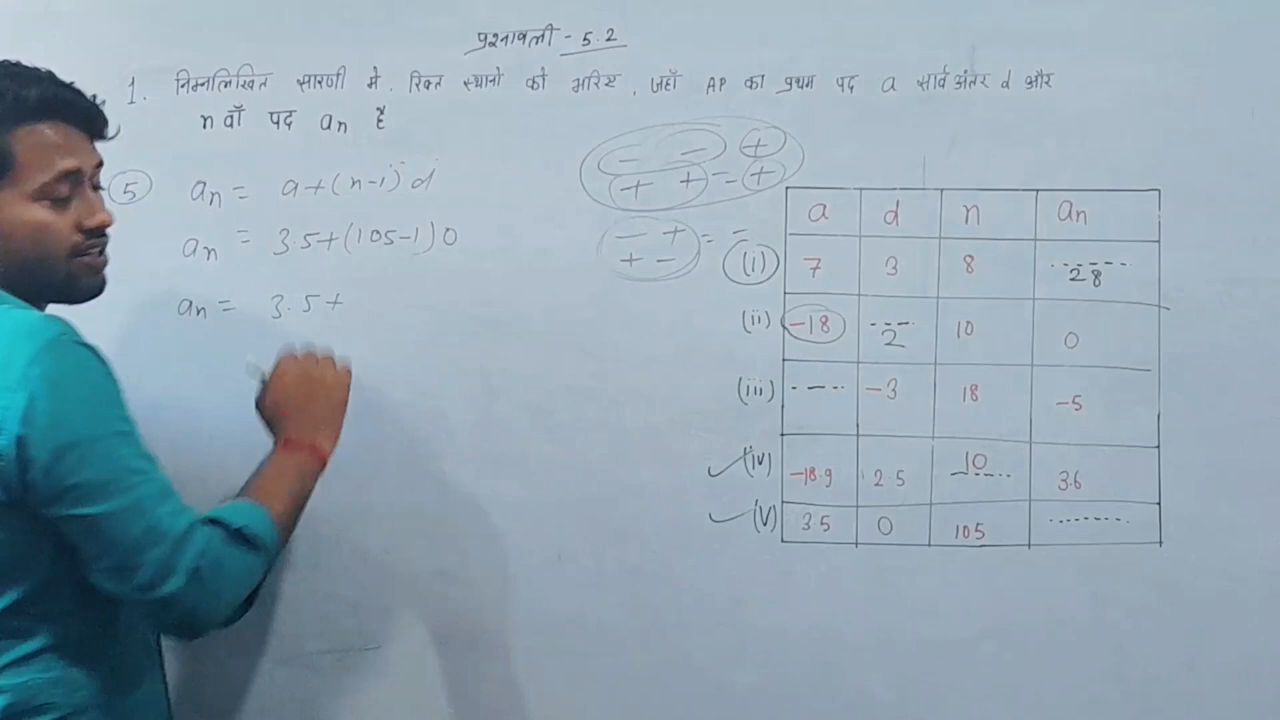 प्रश्नावली - 5.2
1. निम्नलिखित सारणी में, रिक्त स्थानों को भरिए, जहाँ AP का प्रथम पद a सार्व अंतर d और
n वाँ पद an है
5 an = a+(n-1) d
an = 3.5+(105-1) 0
an = 3.5+
- - +
+ + = +
- + = -
+ -
a d n an
(i) 7 3 8 28
(ii) -18 2 10 0
(iii) ---- -3 18 -5
(iv) -18.9 2 5 10 3.6
(V) 3.5 0 105 ........